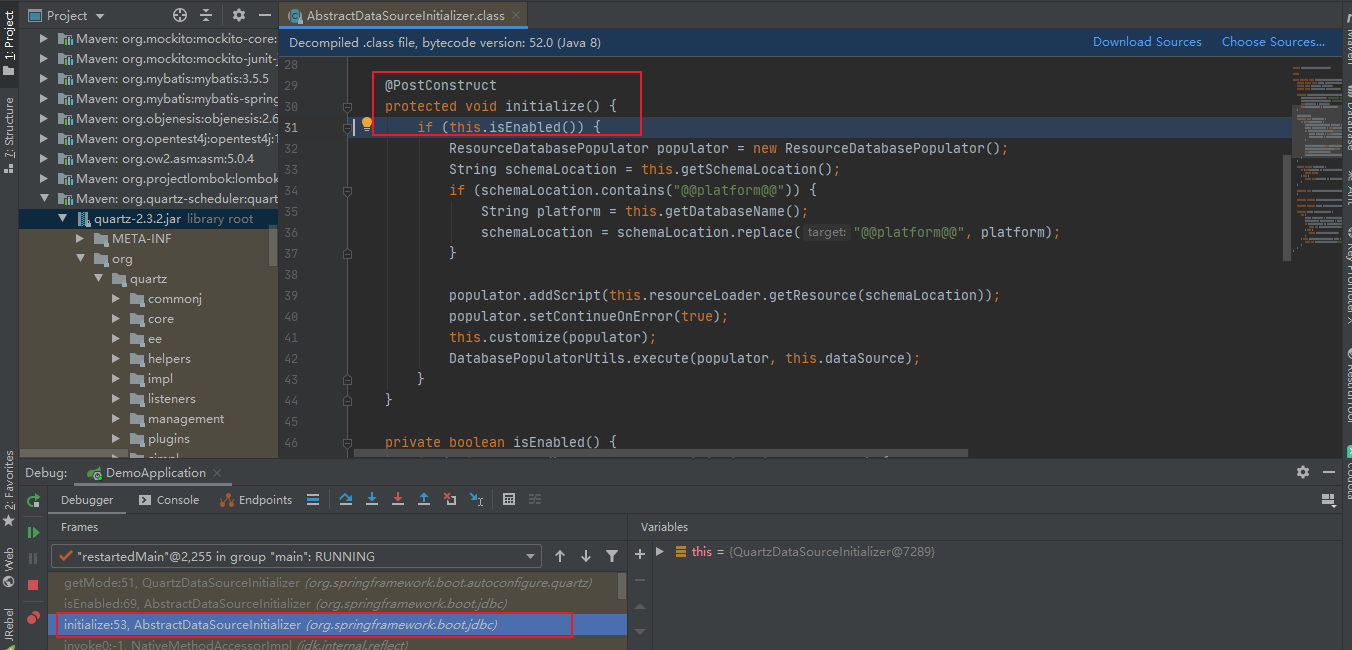 Project
AbstractDataSourceInitializer.class
1: Project
7: Structure
2: Favorites
Web
JRebel
Maven: org.mockito:mockito-core:
Maven: org.mockito:mockito-junit-j
Maven: org.mybatis:mybatis:3.5.5
Maven: org.mybatis:mybatis-spring
Maven: org.objenesis:objenesis:2.6
Maven: org.opentest4j:opentest4j:1
Maven: org.ow2.asm:asm:5.0.4
Maven: org.projectlombok:lombok
Maven: org.quartz-scheduler:quart
quartz-2.3.2.jar library root
META-INF
org
quartz
commonj
core
ee
helpers
impl
listeners
management
plugins
simpl
Decompiled .class file, bytecode version: 52.0 (Java 8)
Download Sources
Choose Sources...
28
29 @PostConstruct
30 protected void initialize() {
31 if (this.isEnabled()) {
32 ResourceDatabasePopulator populator = new ResourceDatabasePopulator();
33 String schemaLocation = this.getSchemaLocation();
34 if (schemaLocation.contains("@@platform@@")) {
35 String platform = this.getDatabaseName();
36 schemaLocation = schemaLocation.replace( target: "@@platform@@", platform);
37 }
38
39 populator.addScript(this.resourceLoader.getResource(schemaLocation));
40 populator.setContinueOnError(true);
41 this.customize(populator);
42 DatabasePopulatorUtils.execute(populator, this.dataSource);
43 }
44 }
45
46 private boolean isEnabled() {
Maven
Database
Ant
Key Promoter X
Codota
Debug: DemoApplication
Debugger Console Endpoints
Frames
Variables
"restartedMain"@2,255 in group "main": RUNNING
this = {QuartzDataSourceInitializer@7289}
getMode:51, QuartzDataSourceInitializer (org.springframework.boot.autoconfigure.quartz)
isEnabled:69, AbstractDataSourceInitializer (org.springframework.boot.jdbc)
initialize:53, AbstractDataSourceInitializer (org.springframework.boot.jdbc)
invoke0:-1, NativeMethodAccessorImpl (jdk.internal.reflect)